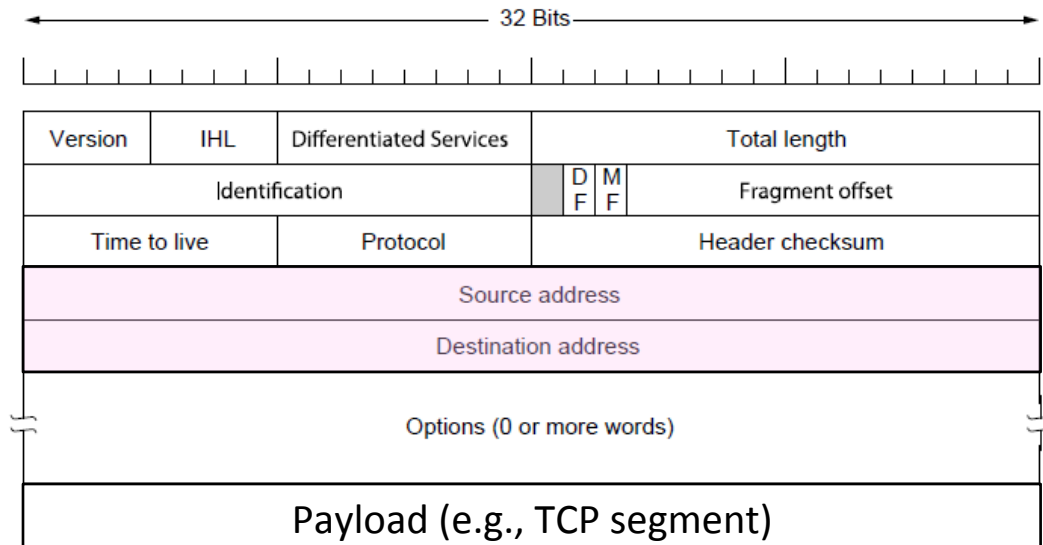 32 Bits
Version IHL Differentiated Services Total length
Identification D F M F Fragment offset
Time to live Protocol Header checksum
Source address
Destination address
Options (0 or more words)
Payload (e.g., TCP segment)